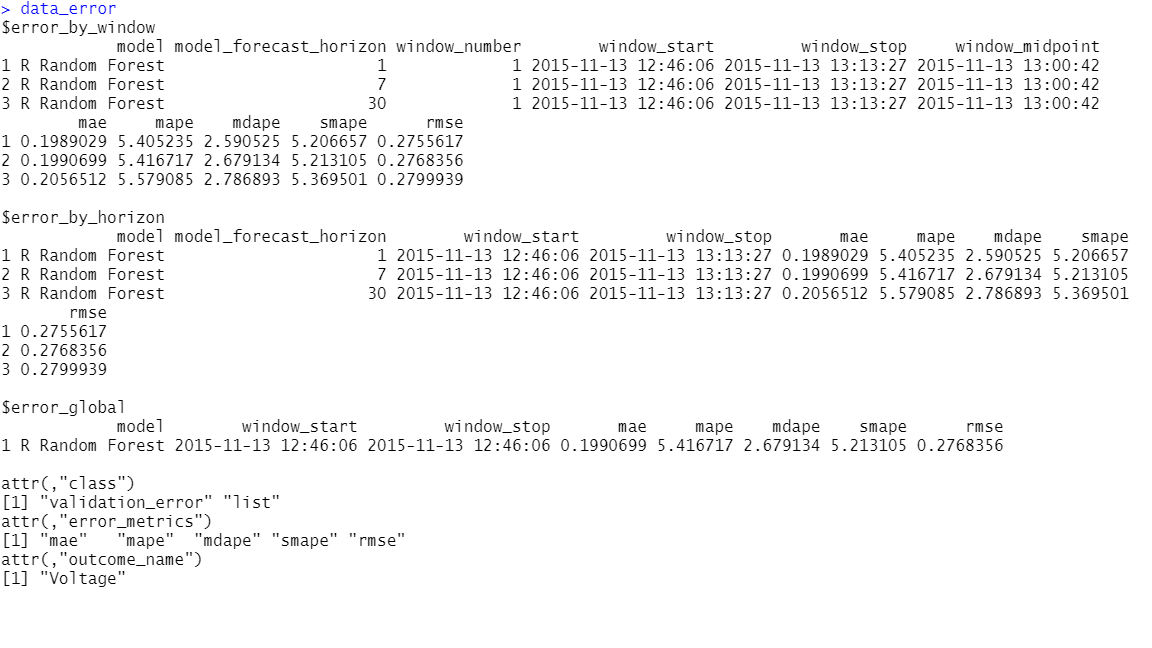 > data_error
$error_by_window
            model model_forecast_horizon window_number        window_start         window_stop     window_midpoint
1 R Random Forest                      1             1 2015-11-13 12:46:06 2015-11-13 13:13:27 2015-11-13 13:00:42
2 R Random Forest                      7             1 2015-11-13 12:46:06 2015-11-13 13:13:27 2015-11-13 13:00:42
3 R Random Forest                     30             1 2015-11-13 12:46:06 2015-11-13 13:13:27 2015-11-13 13:00:42
        mae     mape    mdape    smape      rmse
1 0.1989029 5.405235 2.590525 5.206657 0.2755617
2 0.1990699 5.416717 2.679134 5.213105 0.2768356
3 0.2056512 5.579085 2.786893 5.369501 0.2799939
$error_by_horizon
            model model_forecast_horizon        window_start         window_stop       mae     mape    mdape    smape
1 R Random Forest                      1 2015-11-13 12:46:06 2015-11-13 13:13:27 0.1989029 5.405235 2.590525 5.206657
2 R Random Forest                      7 2015-11-13 12:46:06 2015-11-13 13:13:27 0.1990699 5.416717 2.679134 5.213105
3 R Random Forest                     30 2015-11-13 12:46:06 2015-11-13 13:13:27 0.2056512 5.579085 2.786893 5.369501
       rmse
1 0.2755617
2 0.2768356
3 0.2799939
$error_global
            model        window_start         window_stop       mae     mape    mdape    smape      rmse
1 R Random Forest 2015-11-13 12:46:06 2015-11-13 12:46:06 0.1990699 5.416717 2.679134 5.213105 0.2768356
attr(,"class")
[1] "validation_error" "list"
attr(,"error_metrics")
[1] "mae"   "mape"  "mdape" "smape" "rmse"
attr(,"outcome_name")
[1] "Voltage"